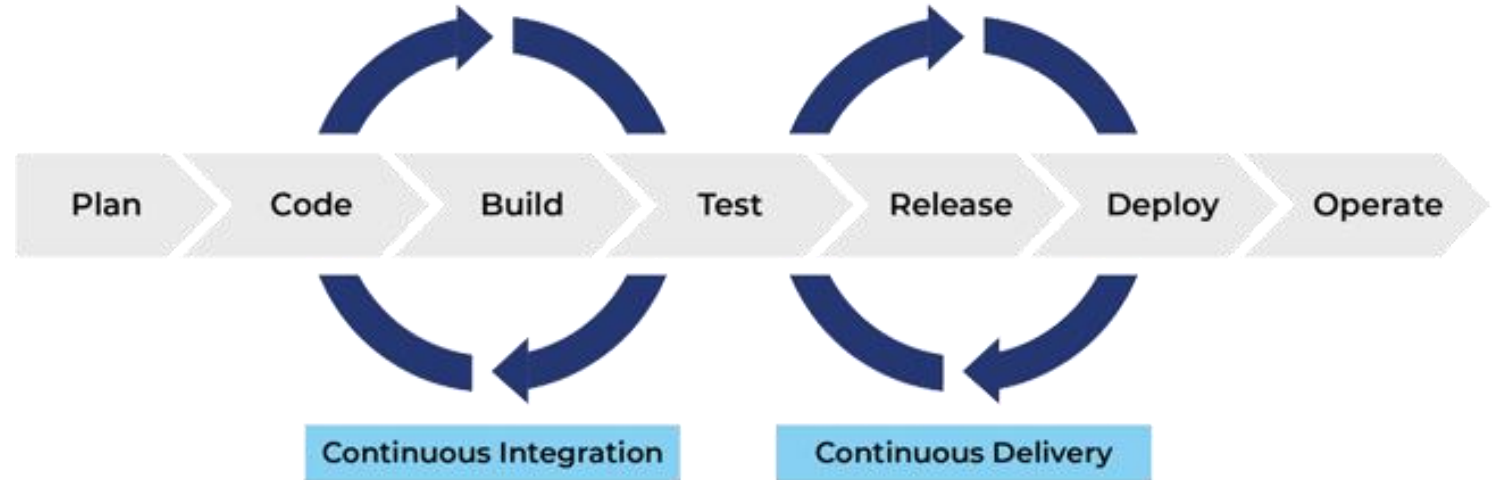 Plan
Code
Build
Test
Release
Deploy
Operate
Continuous Integration
Continuous Delivery